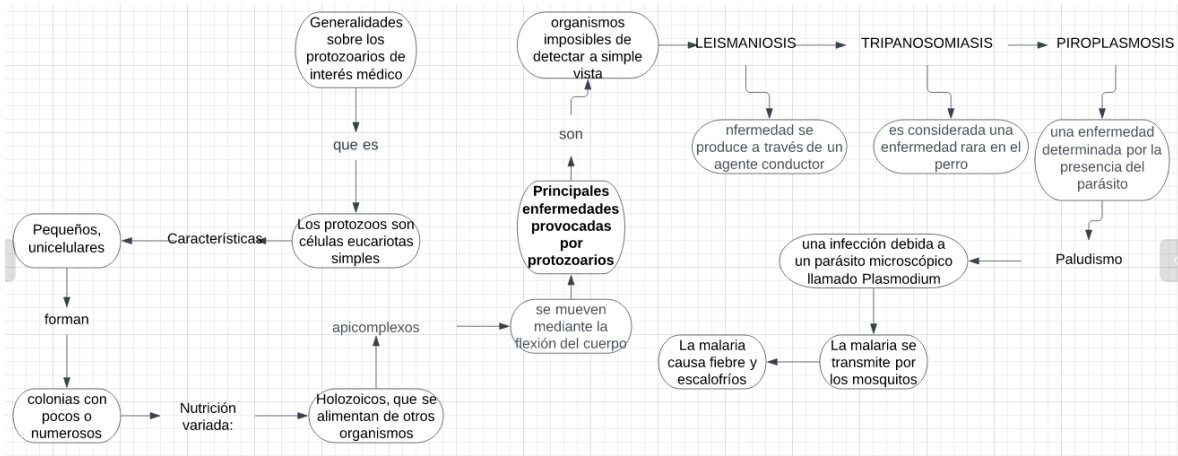 Generalidades
sobre los
protozoarios de
interés médico
que es
Los protozoos son
células eucariotas
simples
Características
Pequeños,
unicelulares
forman
colonias con
pocos o
numerosos
Nutrición
variada:
Holozoicos, que se
alimentan de otros
organismos
apicomplexos
se mueven
mediante la
flexión del cuerpo
Principales
enfermedades
provocadas
por
protozoarios
son
organismos
imposibles de
detectar a simple
vista
LEISMANIOSIS
nfermedad se
produce a través de un
agente conductor
TRIPANOSOMIASIS
es considerada una
enfermedad rara en el
perro
PIROPLASMOSIS
una enfermedad
determinada por la
presencia del
parásito
Paludismo
una infección debida a
un parásito microscópico
llamado Plasmodium
La malaria se
transmite por
los mosquitos
La malaria
causa fiebre y
escalofríos